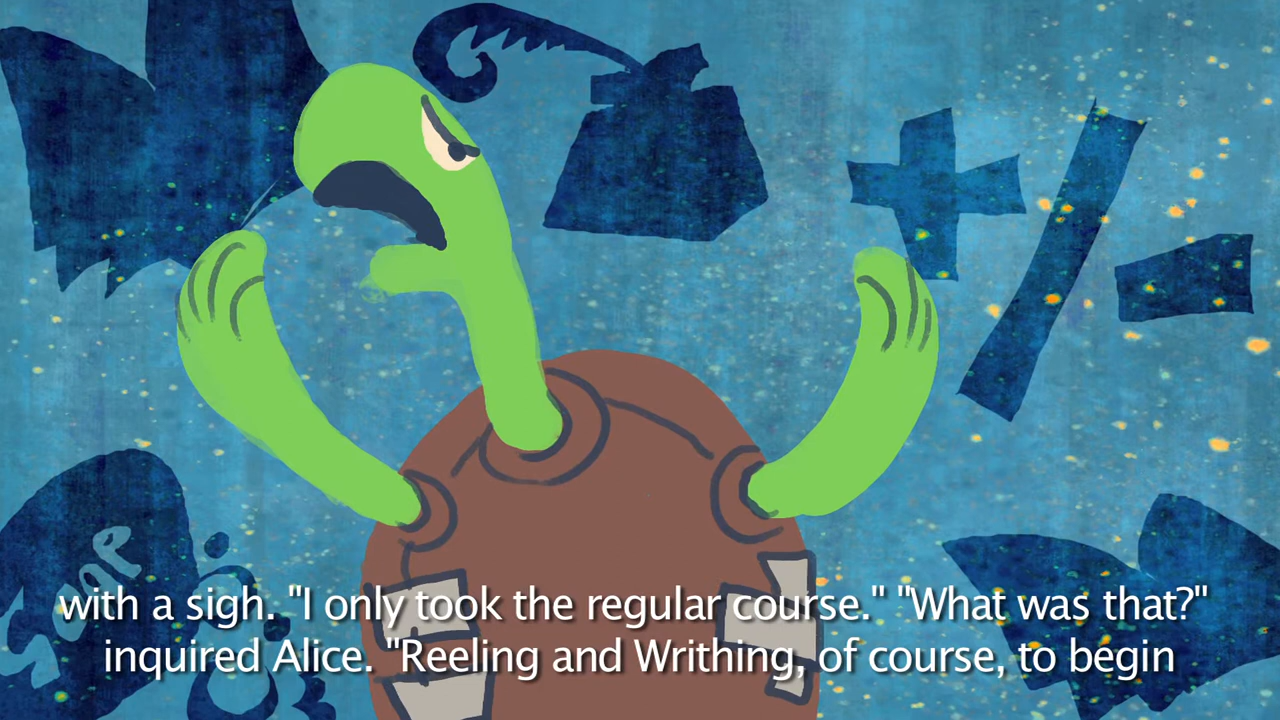 +/-
Soup
with a sigh. "I only took the regular course." "What was that?"
inquired Alice. "Reeling and Writhing, of course, to begin